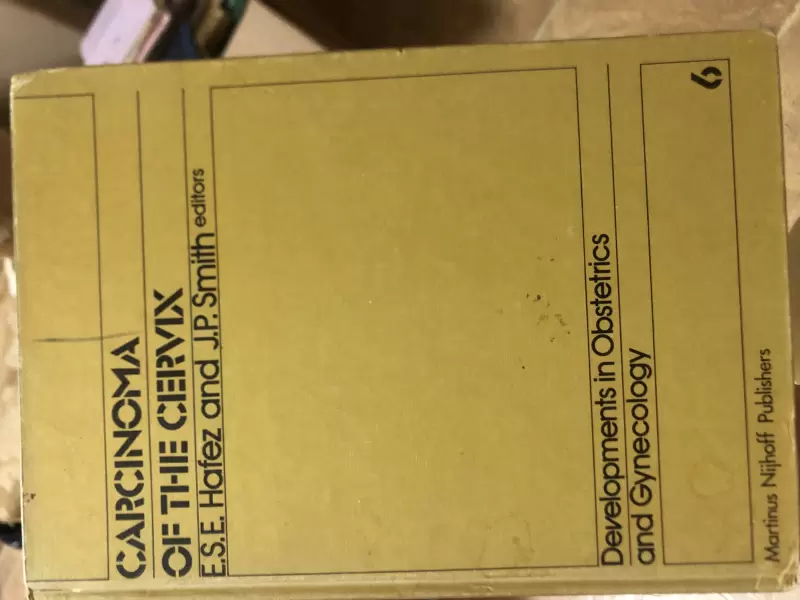 CARCINOMA
OF THE CERVIX
E.S.E. Hafez and J.P. Smith editors
Developments in Obstetrics
and Gynecology
6
Martinus Nijhoff Publishers